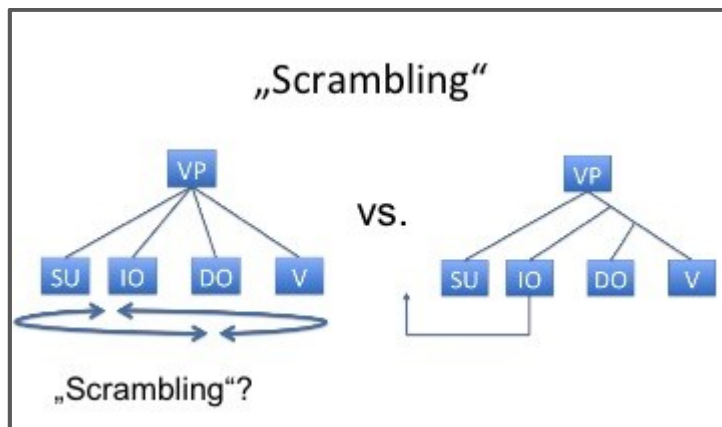 „Scrambling“
VP
SU IO DO V
„Scrambling“?
vs.
VP
SU IO DO V